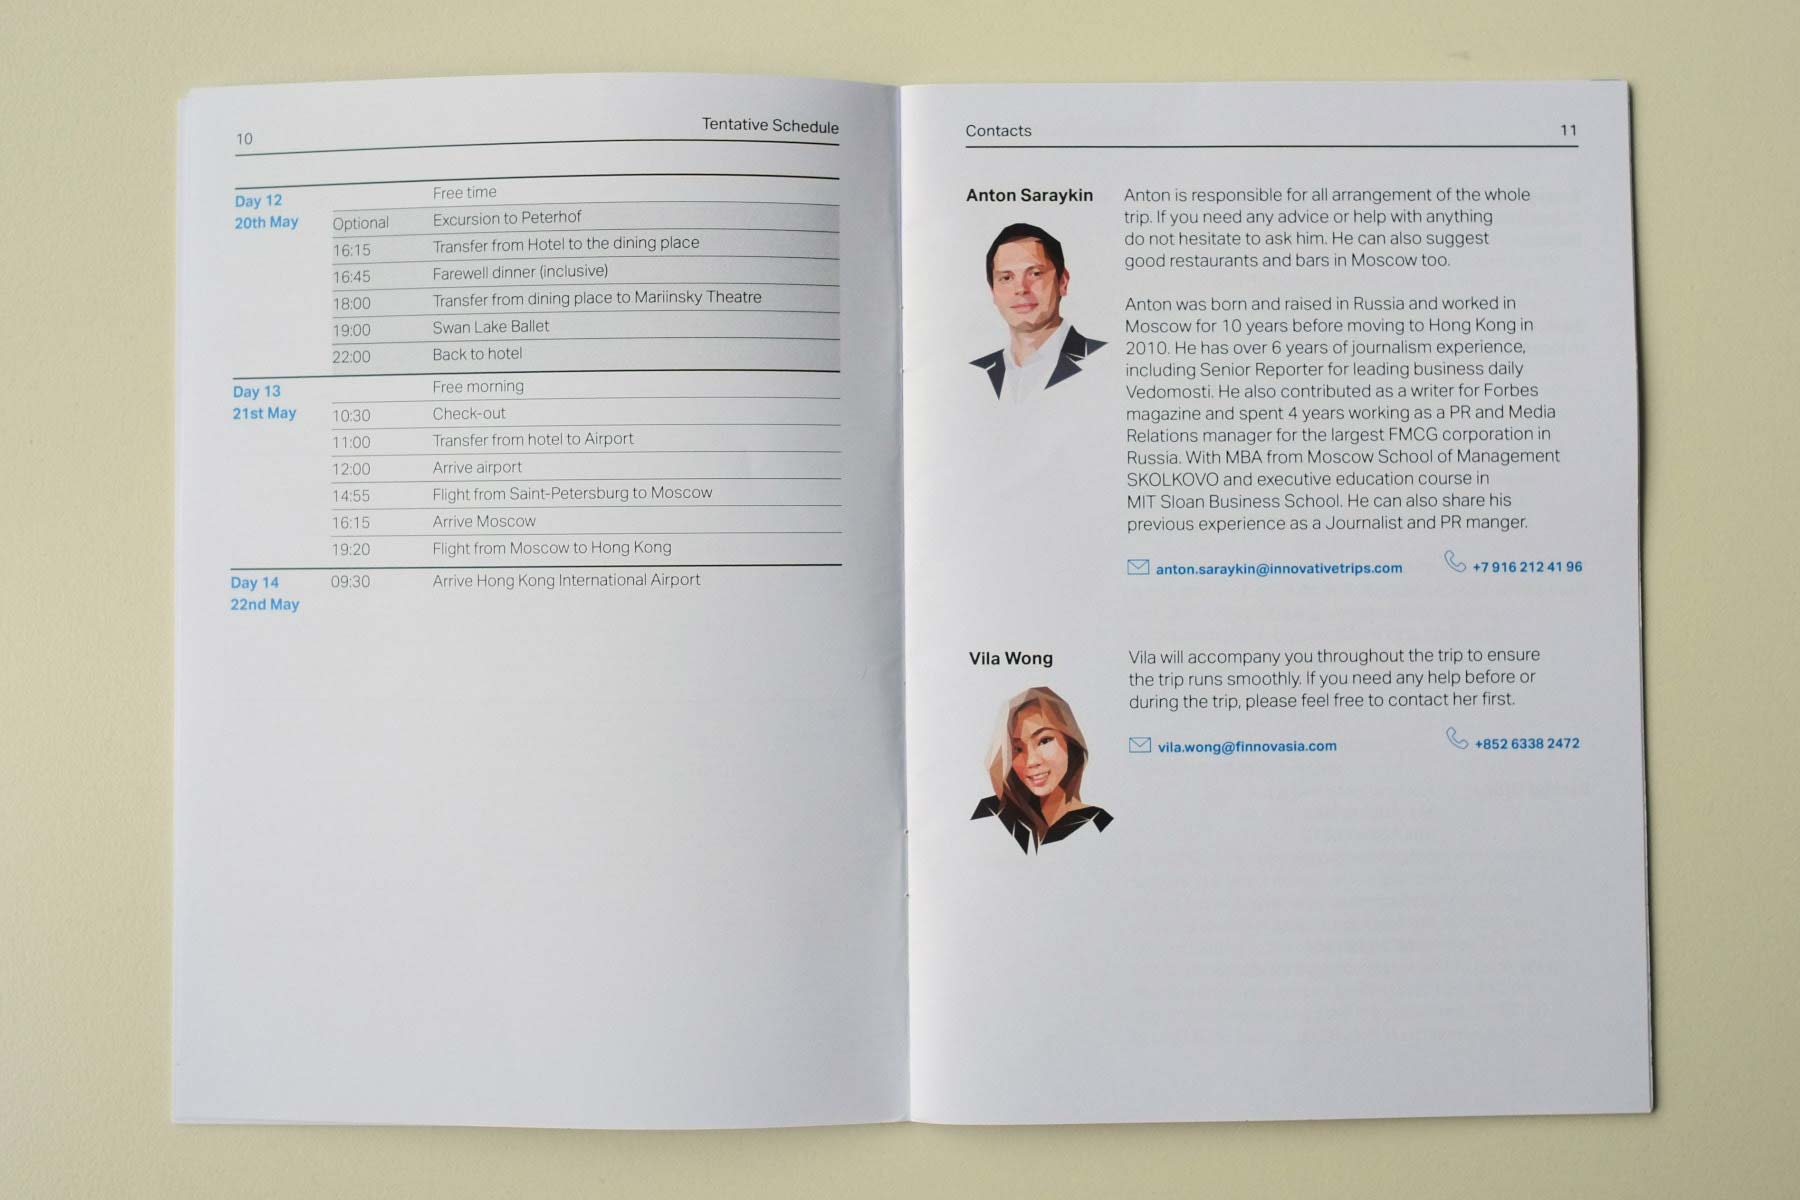 10
Tentative Schedule
Day 12
20th May
Free time
Optional Excursion to Peterhof
16:15 Transfer from Hotel to the dining place
16:45 Farewell dinner (inclusive)
18:00 Transfer from dining place to Mariinsky Theatre
19:00 Swan Lake Ballet
22:00 Back to hotel
Day 13
21st May
Free morning
10:30 Check-out
11:00 Transfer from hotel to Airport
12:00 Arrive airport
14:55 Flight from Saint-Petersburg to Moscow
16:15 Arrive Moscow
19:20 Flight from Moscow to Hong Kong
Day 14
22nd May
09:30 Arrive Hong Kong International Airport
Contacts
11
Anton Saraykin
Anton is responsible for all arrangement of the whole
trip. If you need any advice or help with anything
do not hesitate to ask him. He can also suggest
good restaurants and bars in Moscow too.
Anton was born and raised in Russia and worked in
Moscow for 10 years before moving to Hong Kong in
2010. He has over 6 years of journalism experience,
including Senior Reporter for leading business daily
Vedomosti. He also contributed as a writer for Forbes
magazine and spent 4 years working as a PR and Media
Relations manager for the largest FMCG corporation in
Russia. With MBA from Moscow School of Management
SKOLKOVO and executive education course in
MIT Sloan Business School. He can also share his
previous experience as a Journalist and PR manger.
anton.saraykin@innovativetrips.com
+7 916 212 41 96
Vila Wong
Vila will accompany you throughout the trip to ensure
the trip runs smoothly. If you need any help before or
during the trip, please feel free to contact her first.
vila.wong@finnovasia.com
+852 6338 2472